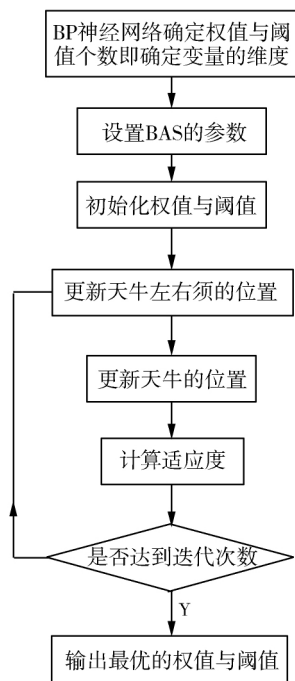 BP神经网络确定权值与阈
值个数即确定变量的维度
设置BAS的参数
初始化权值与阈值
更新天牛左右须的位置
更新天牛的位置
计算适应度
是否达到迭代次数
Y
输出最优的权值与阈值